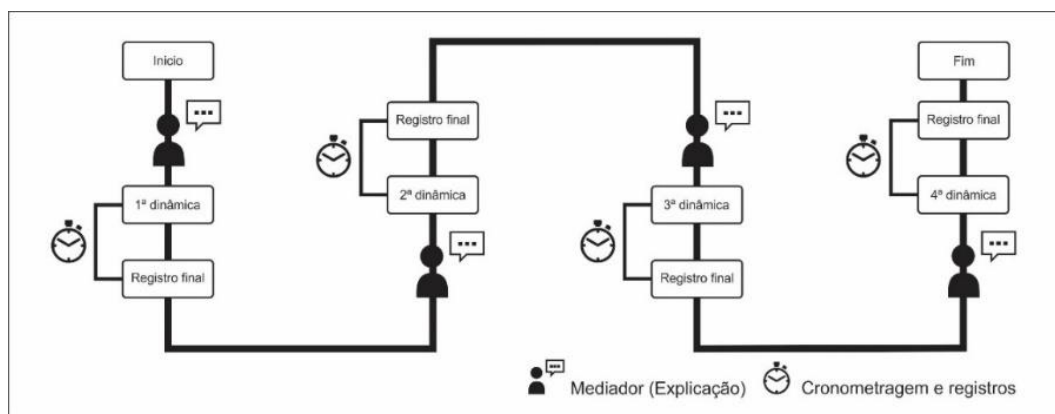 Início
1ª dinâmica
Registro final
Registro final
2ª dinâmica
3ª dinâmica
Registro final
Fim
Registro final
4ª dinâmica
Mediador (Explicação)
Cronometragem e registros